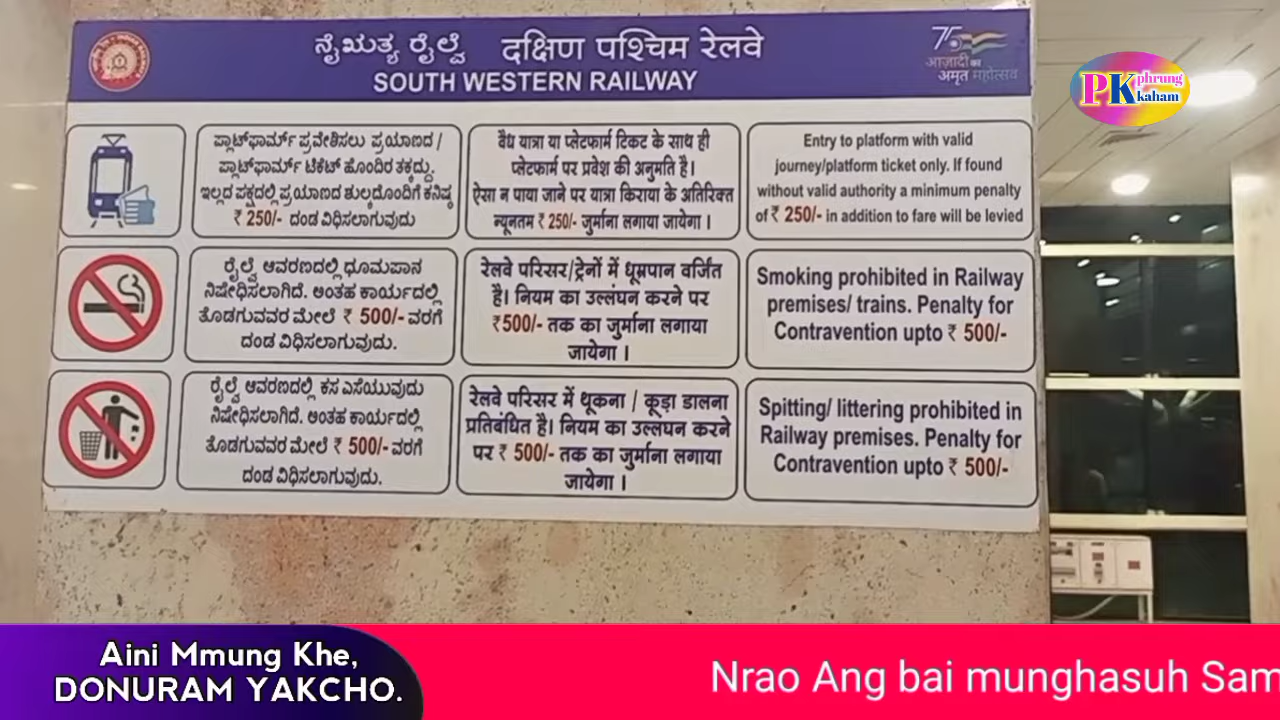 ನೈಋತ್ಯ ರೈಲ್ವೆ दक्षिण पश्चिम रेलवे
SOUTH WESTERN RAILWAY
75
आज़ादी का
अमृत महोत्सव
PK phrung kaham
ಪ್ಲಾಟ್‌ಫಾರ್ಮ್ ಪ್ರವೇಶಿಸಲು ಪ್ರಯಾಣದ /
ಪ್ಲಾಟ್‌ಫಾರ್ಮ್ ಟಿಕೆಟ್ ಹೊಂದಿರ ತಕ್ಕದ್ದು.
ಇಲ್ಲದ ಪಕ್ಷದಲ್ಲಿ ಪ್ರಯಾಣದ ಶುಲ್ಕದೊಂದಿಗೆ ಕನಿಷ್ಠ
₹ 250/- ದಂಡ ವಿಧಿಸಲಾಗುವುದು
वैध यात्रा या प्लेटफार्म टिकट के साथ ही
प्लेटफार्म पर प्रवेश की अनुमति है।
ऐसा न पाया जाने पर यात्रा किराया के अतिरिक्त
न्यूनतम ₹ 250/- जुर्माना लगाया जायेगा ।
Entry to platform with valid
journey/platform ticket only. If found
without valid authority a minimum penalty
of ₹ 250/- in addition to fare will be levied
ರೈಲ್ವೆ ಆವರಣದಲ್ಲಿ ಧೂಮಪಾನ
ನಿಷೇಧಿಸಲಾಗಿದೆ. ಅಂತಹ ಕಾರ್ಯದಲ್ಲಿ
ತೊಡಗುವವರ ಮೇಲೆ ₹ 500/- ವರಗೆ
ದಂಡ ವಿಧಿಸಲಾಗುವುದು.
रेलवे परिसर/ट्रेनों में धूम्रपान वर्जित
है। नियम का उल्लंघन करने पर
₹500/- तक का जुर्माना लगाया
जायेगा ।
Smoking prohibited in Railway
premises/ trains. Penalty for
Contravention upto ₹ 500/-
ರೈಲ್ವೆ ಆವರಣದಲ್ಲಿ ಕಸ ಎಸೆಯುವುದು
ನಿಷೇಧಿಸಲಾಗಿದೆ. ಅಂತಹ ಕಾರ್ಯದಲ್ಲಿ
ತೊಡಗುವವರ ಮೇಲೆ ₹ 500/- ವರಗೆ
ದಂಡ ವಿಧಿಸಲಾಗುವುದು.
रेलवे परिसर में थूकना / कूड़ा डालना
प्रतिबंधित है। नियम का उल्लघन करने
पर ₹ 500/- तक का जुर्माना लगाया
जायेगा ।
Spitting/ littering prohibited in
Railway premises. Penalty for
Contravention upto ₹ 500/-
Aini Mmung Khe,
DONURAM YAKCHO.
Nrao Ang bai munghasuh Sam